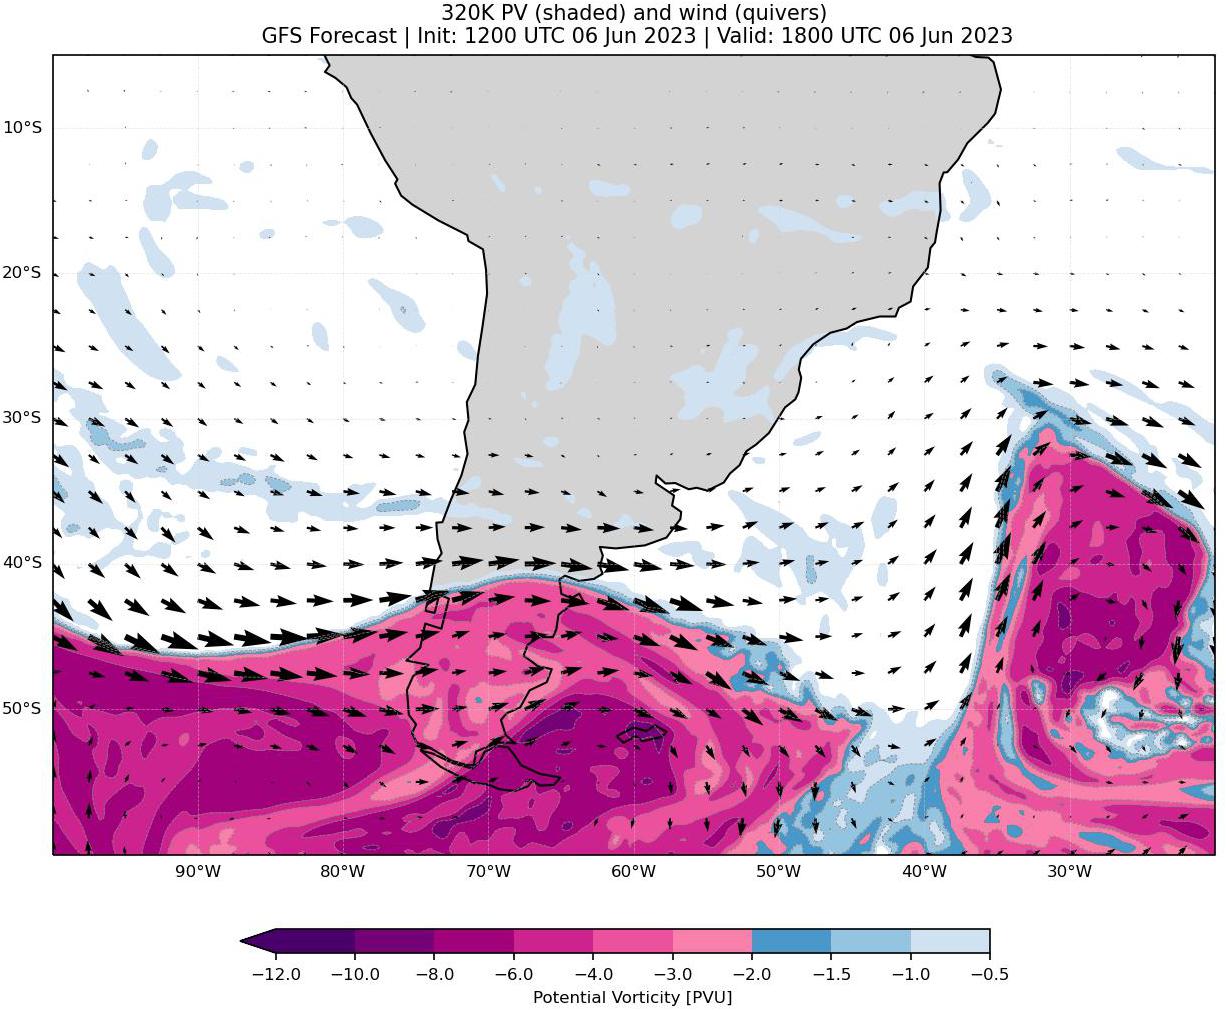 320K PV (shaded) and wind (quivers)
GFS Forecast | Init: 1200 UTC 06 Jun 2023 | Valid: 1800 UTC 06 Jun 2023
10°S
20°S
30°S
40°S
50°S
90°W 80°W 70°W 60°W 50°W 40°W 30°W
−12.0 −10.0 −8.0 −6.0 −4.0 −3.0 −2.0 −1.5 −1.0 −0.5
Potential Vorticity [PVU]